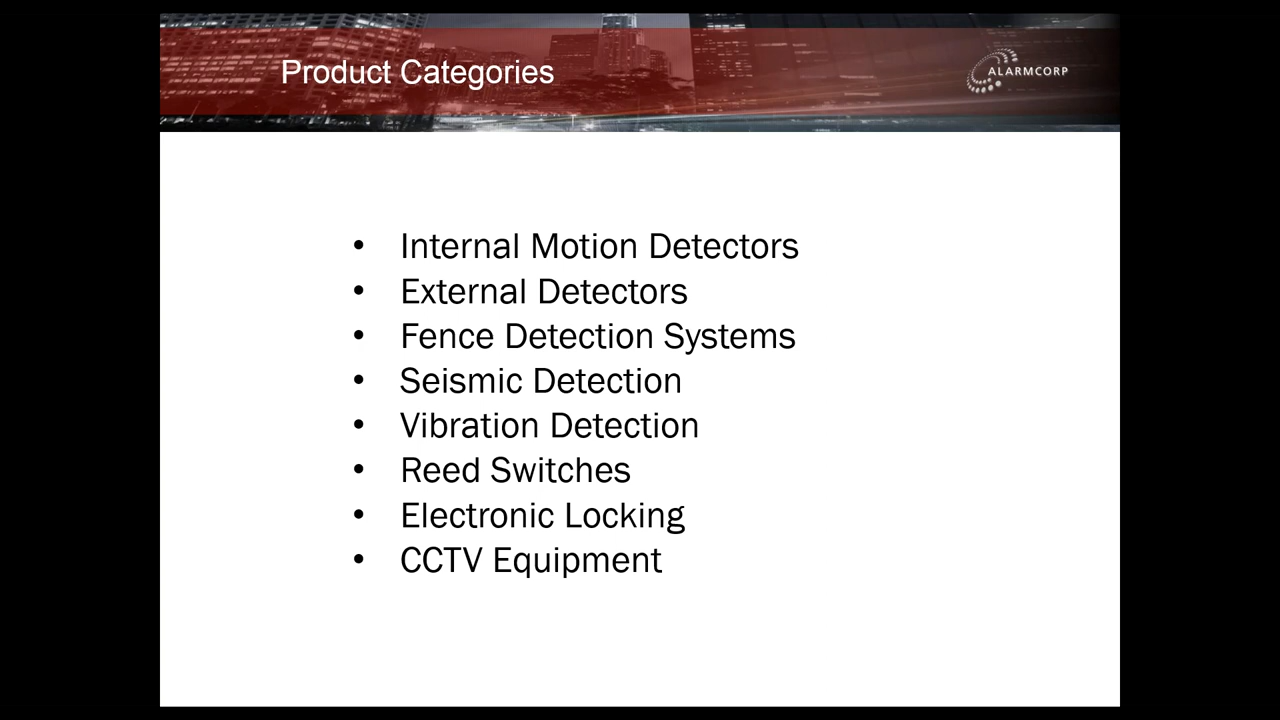 Product Categories
ALARMCORP
• Internal Motion Detectors
• External Detectors
• Fence Detection Systems
• Seismic Detection
• Vibration Detection
• Reed Switches
• Electronic Locking
• CCTV Equipment